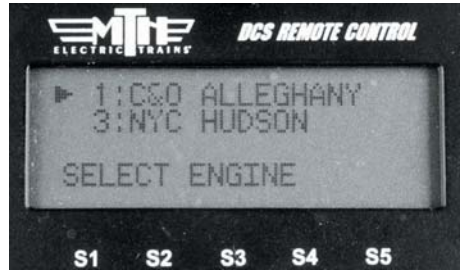 MTH
ELECTRIC TRAINS
DCS REMOTE CONTROL
1:C&O ALLEGHANY
3:NYC HUDSON
SELECT ENGINE
S1 S2 S3 S4 S5